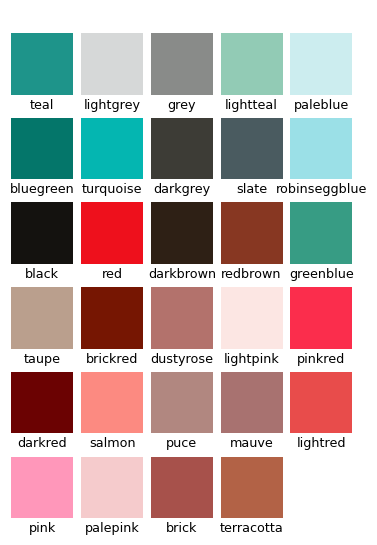 teal lightgrey grey lightteal paleblue
bluegreen turquoise darkgrey slate robinseggblue
black red darkbrown redbrown greenblue
taupe brickred dustyrose lightpink pinkred
darkred salmon puce mauve lightred
pink palepink brick terracotta